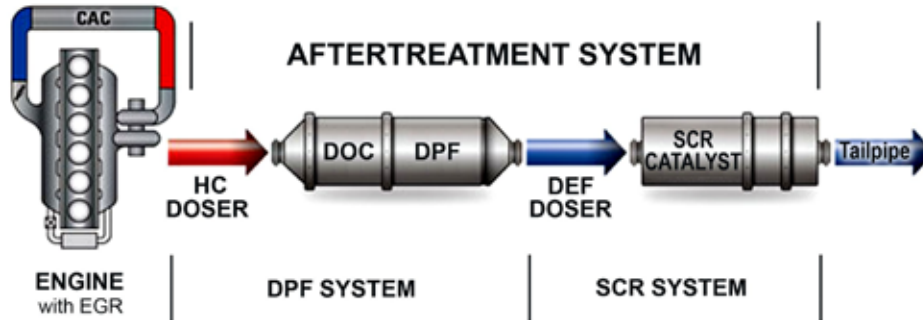 CAC
AFTERTREATMENT SYSTEM
DOC
DPF
SCR
CATALYST
Tailpipe
HC
DOSER
DEF
DOSER
ENGINE
with EGR
DPF SYSTEM
SCR SYSTEM